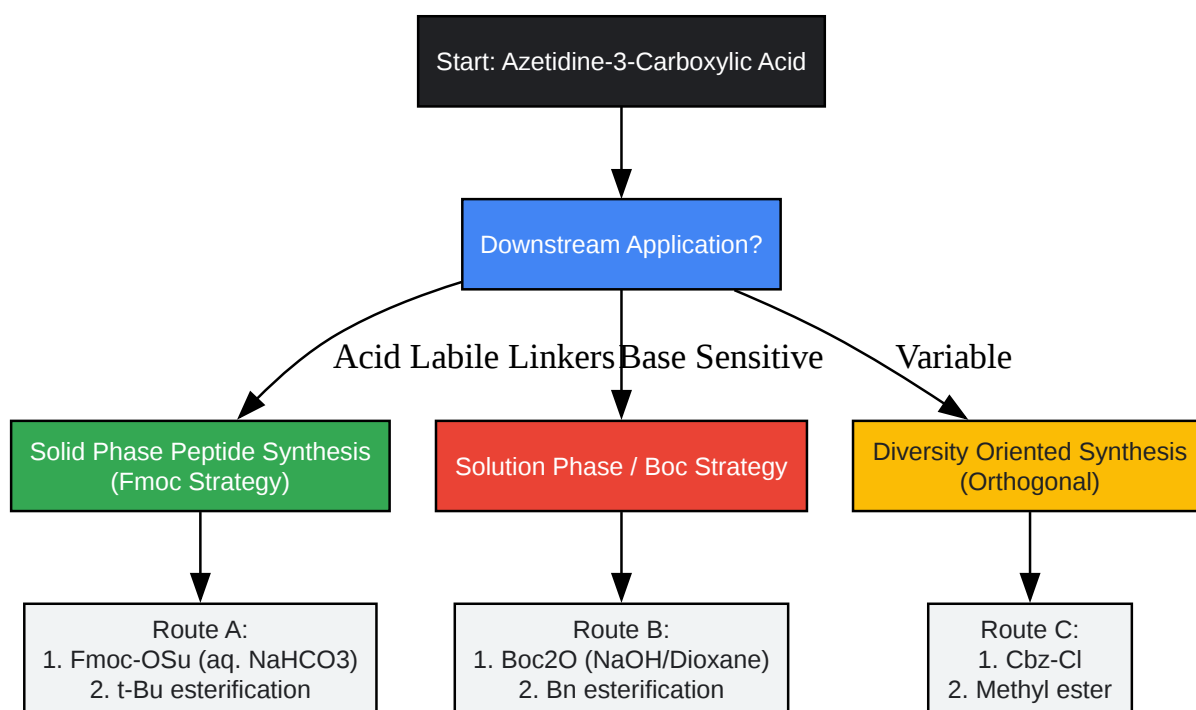 Start: Azetidine-3-Carboxylic Acid
Downstream Application?
Acid Labile Linkers
Base Sensitive
Variable
Solid Phase Peptide Synthesis
(Fmoc Strategy)
Solution Phase / Boc Strategy
Diversity Oriented Synthesis
(Orthogonal)
Route A:
1. Fmoc-OSu (aq. NaHCO3)
2. t-Bu esterification
Route B:
1. Boc2O (NaOH/Dioxane)
2. Bn esterification
Route C:
1. Cbz-Cl
2. Methyl ester